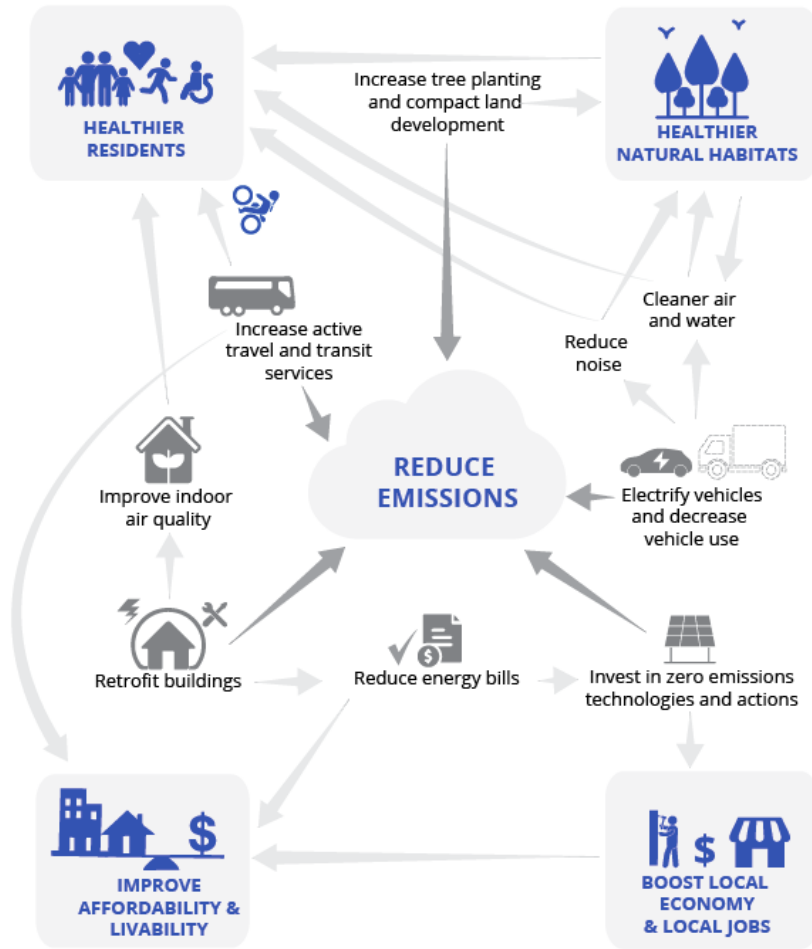 HEALTHIER
RESIDENTS
Increase tree planting
and compact land
development
HEALTHIER
NATURAL HABITATS
Increase active
travel and transit
services
Cleaner air
and water
Reduce
noise
REDUCE
EMISSIONS
Improve indoor
air quality
Electrify vehicles
and decrease
vehicle use
Retrofit buildings
$
Reduce energy bills
Invest in zero emissions
technologies and actions
$
IMPROVE
AFFORDABILITY &
LIVABILITY
$
BOOST LOCAL
ECONOMY
& LOCAL JOBS